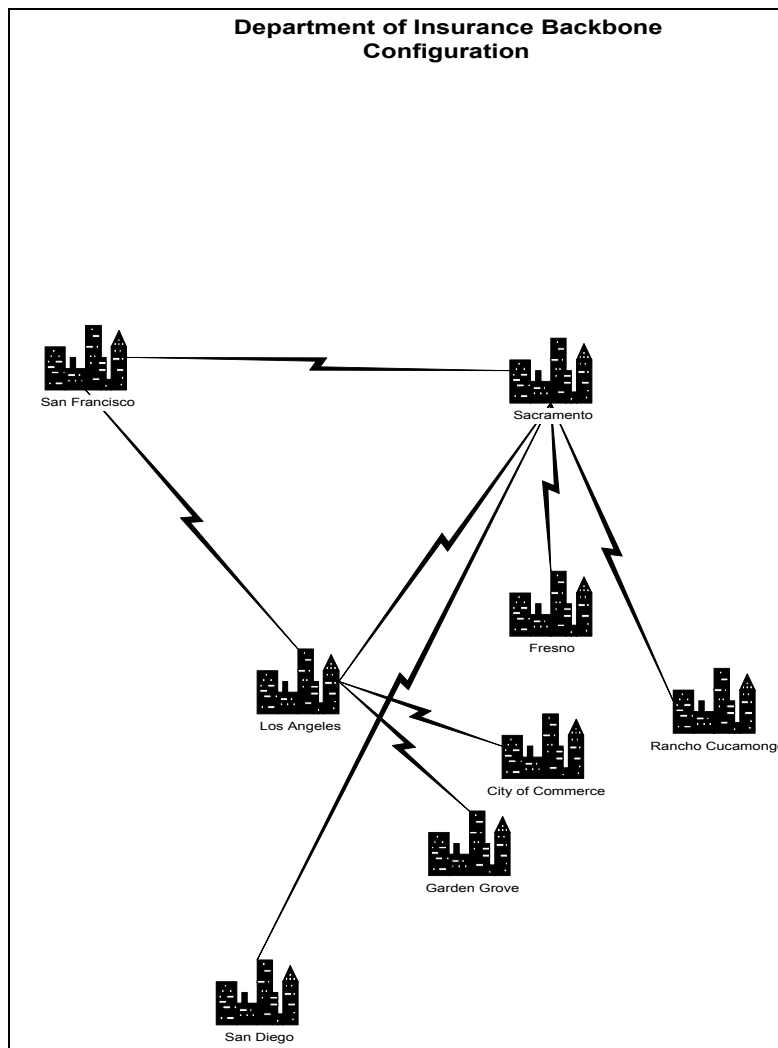 Department of Insurance Backbone
Configuration
San Francisco
Sacramento
Fresno
Los Angeles
Rancho Cucamonga
City of Commerce
Garden Grove
San Diego